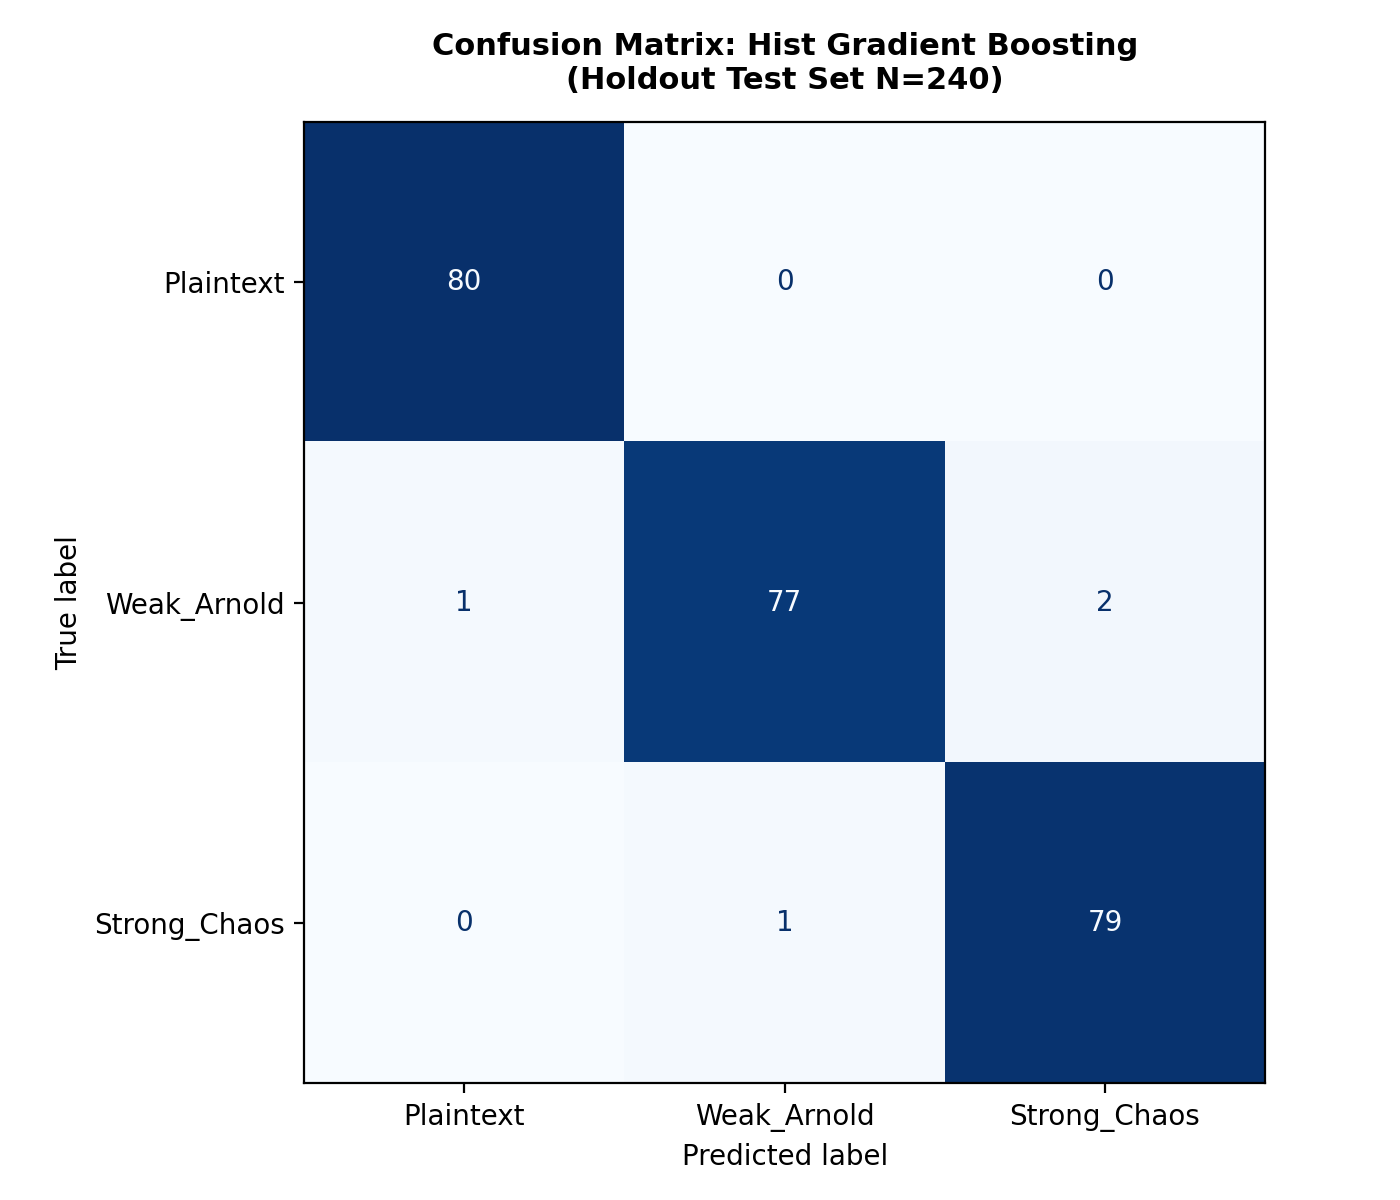 Confusion Matrix: Hist Gradient Boosting
(Holdout Test Set N=240)
Plaintext
80
0
0
True label
Weak_Arnold
1
77
2
Strong_Chaos
0
1
79
Plaintext
Weak_Arnold
Strong_Chaos
Predicted label